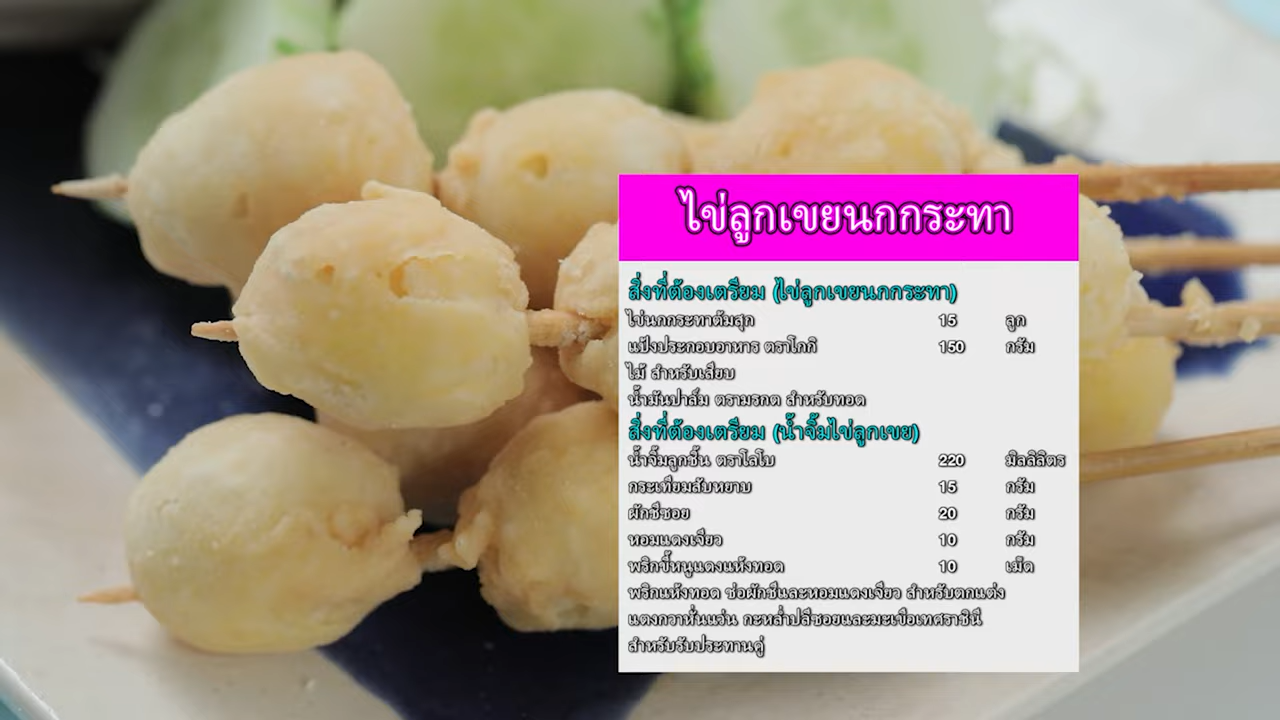 ไข่ลูกเขยนกกระทา
สิ่งที่ต้องเตรียม (ไข่ลูกเขยนกกระทา)
ไข่นกกระทาต้มสุก 15 ลูก
แป้งประกอบอาหาร ตราโกกิ 150 กรัม
ไม้ สำหรับเสียบ
น้ำมันปาล์ม ตรามรกต สำหรับทอด
สิ่งที่ต้องเตรียม (น้ำจิ้มไข่ลูกเขย)
น้ำจิ้มลูกชิ้น ตราโลโบ 220 มิลลิลิตร
กระเทียมสับหยาบ 15 กรัม
ผักชีซอย 20 กรัม
หอมแดงเจียว 10 กรัม
พริกขี้หนูแดงแห้งทอด 10 เม็ด
พริกแห้งทอด ช่อผักชีและหอมแดงเจียว สำหรับตกแต่ง
แตงกวาหั่นแว่น กะหล่ำปลีซอยและมะเขือเทศราชินี
สำหรับรับประทานคู่